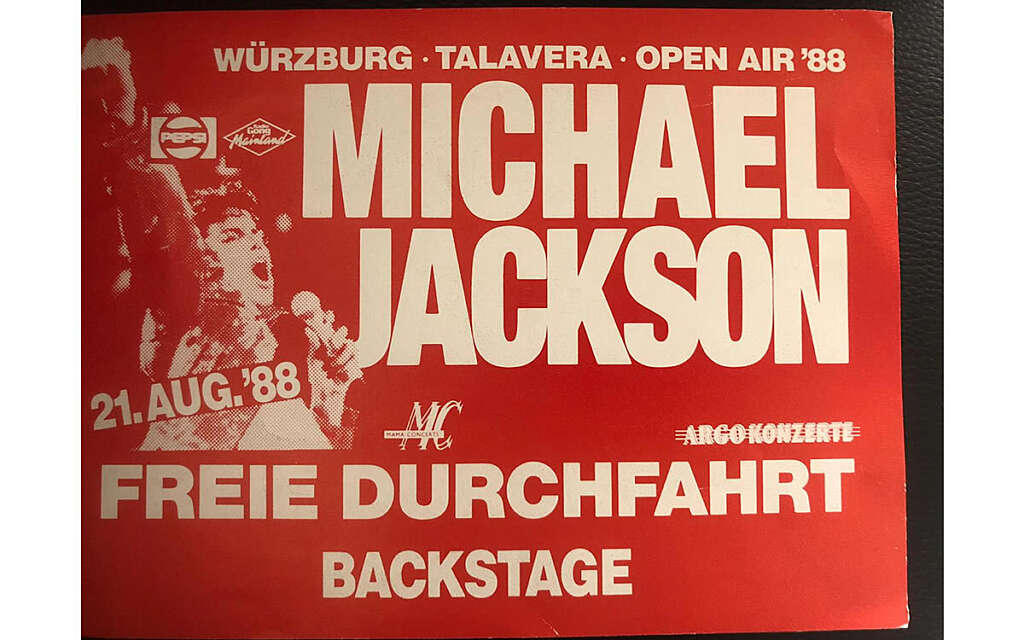 WÜRZBURG · TALAVERA · OPEN AIR '88
PEPSI
Radio
Gong
Mainland
MICHAEL
JACKSON
21. AUG. '88
MC
MAMA CONCERTS
ARGO KONZERTE
FREIE DURCHFAHRT
BACKSTAGE